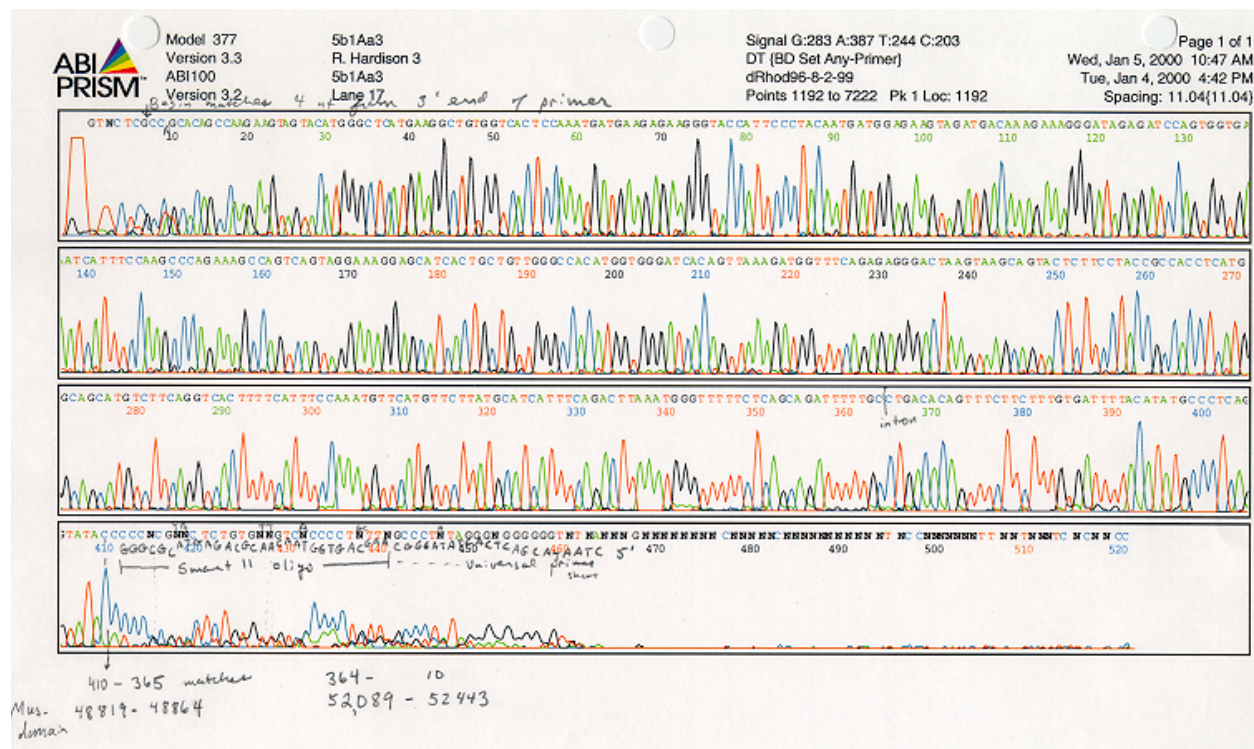 ABI
PRISM™
Model 377
Version 3.3
ABI100
Version 3.2
5b1Aa3
R. Hardison 3
5b1Aa3
Lane 17
Signal G:283 A:387 T:244 C:203
DT {BD Set Any-Primer}
dRhod96-8-2-99
Points 1192 to 7222 Pk 1 Loc: 1192
Page 1 of 1
Wed, Jan 5, 2000 10:47 AM
Tue, Jan 4, 2000 4:42 PM
Spacing: 11.04{11.04}
Begin matches 4 nt from 3' end of primer
GTNCTCGCCGCACAGCCAAGAAGTAGTACATGGGCTCATGAAGGCTGTGGTCACTCCAAATGATGAAGAGAAGGGTACCATTCCCTACAATGATGGAGAAGTAGATGACAAAGAAAGGGATAGAGATCCAGTGGTGA
10 20 30 40 50 60 70 80 90 100 110 120 130
ATCATTTCCAAGCCCAGAAAGCCAGTCAGTAGGAAAGGAGCATCACTGCTGTTGGGCCACATGGTGGGATCACAGTTAAAGATGGTTTCAGAGAGGGACTAAGTAAGCAGTACTCTTCCTACCGCCACCTCATG
140 150 160 170 180 190 200 210 220 230 240 250 260 270
GCAGCATGTCTTCAGGTCACTTTTCATTTCCAAATGTTCATGTTCTTATGCATCATTTCAGACTTAAATGGGTTTTTCTCAGCAGATTTTTGCCTGACACAGTTTCTTCTTTGTGATTTTACATATGCCCTCAG
280 290 300 310 320 330 340 350 360 370 380 390 400
intron
410 470 480 490 500 510 520
Smart II oligo
Universal primer
short
5'
410 - 365 matches
48819 - 48864
Mus-
domain
364 - 10
52,089 - 52443